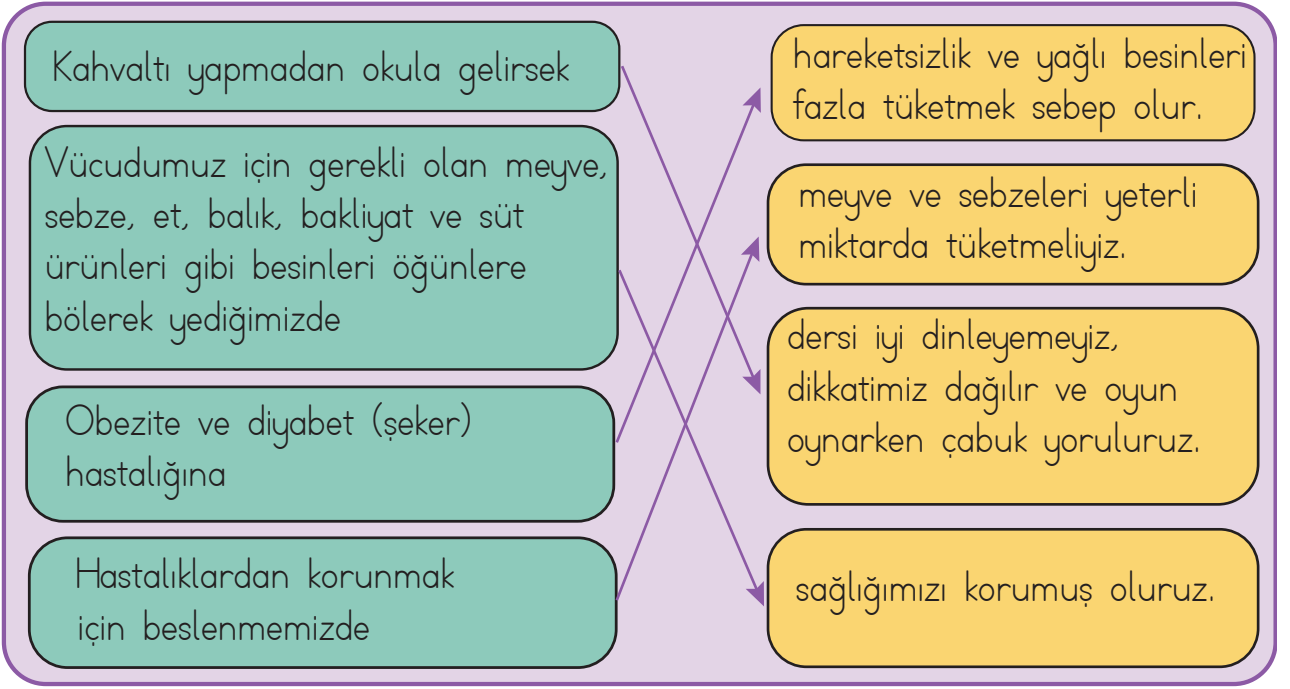 Kahvaltı yapmadan okula gelirsek
Vücudumuz için gerekli olan meyve,
sebze, et, balık, bakliyat ve süt
ürünleri gibi besinleri öğünlere
bölerek yediğimizde
Obezite ve diyabet (şeker)
hastalığına
Hastalıklardan korunmak
için beslenmemizde
hareketsizlik ve yağlı besinleri
fazla tüketmek sebep olur.
meyve ve sebzeleri yeterli
miktarda tüketmeliyiz.
dersi iyi dinleyemeyiz,
dikkatimiz dağılır ve oyun
oynarken çabuk yoruluruz.
sağlığımızı korumuş oluruz.